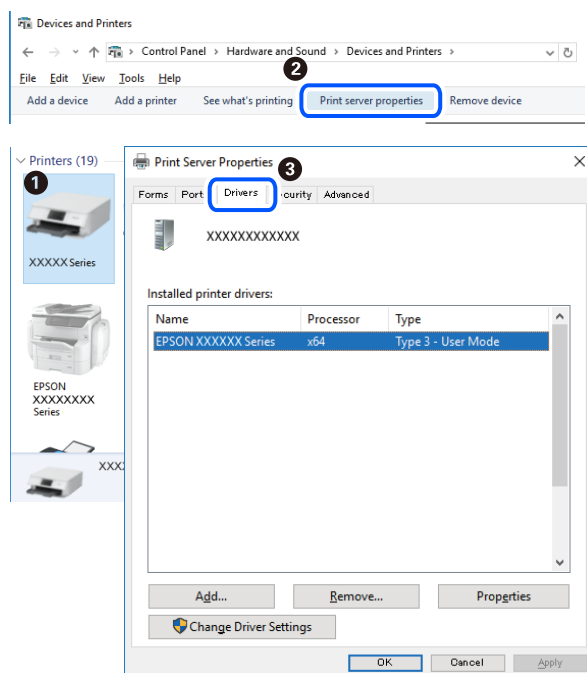 Devices and Printers
Control Panel > Hardware and Sound > Devices and Printers >
2
File Edit View Tools Help
Add a device Add a printer See what's printing Print server properties Remove device
Printers (19)
1
XXXXX Series
EPSON
XXXXXXXX
Series
XXX
Print Server Properties
3
Forms Port Drivers curity Advanced
XXXXXXXXXXXX
Installed printer drivers:
Name Processor Type
EPSON XXXXXX Series x64 Type 3 - User Mode
Add... Remove... Properties
Change Driver Settings
OK Cancel Apply